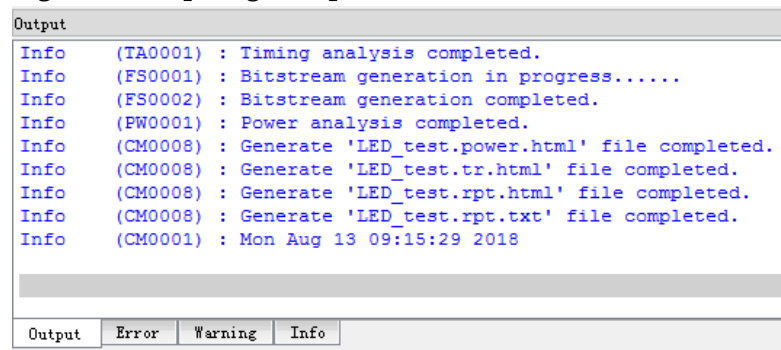 Output
Info (TA0001) : Timing analysis completed.
Info (FS0001) : Bitstream generation in progress......
Info (FS0002) : Bitstream generation completed.
Info (PW0001) : Power analysis completed.
Info (CM0008) : Generate 'LED_test.power.html' file completed.
Info (CM0008) : Generate 'LED_test.tr.html' file completed.
Info (CM0008) : Generate 'LED_test.rpt.html' file completed.
Info (CM0008) : Generate 'LED_test.rpt.txt' file completed.
Info (CM0001) : Mon Aug 13 09:15:29 2018
Output Error Warning Info